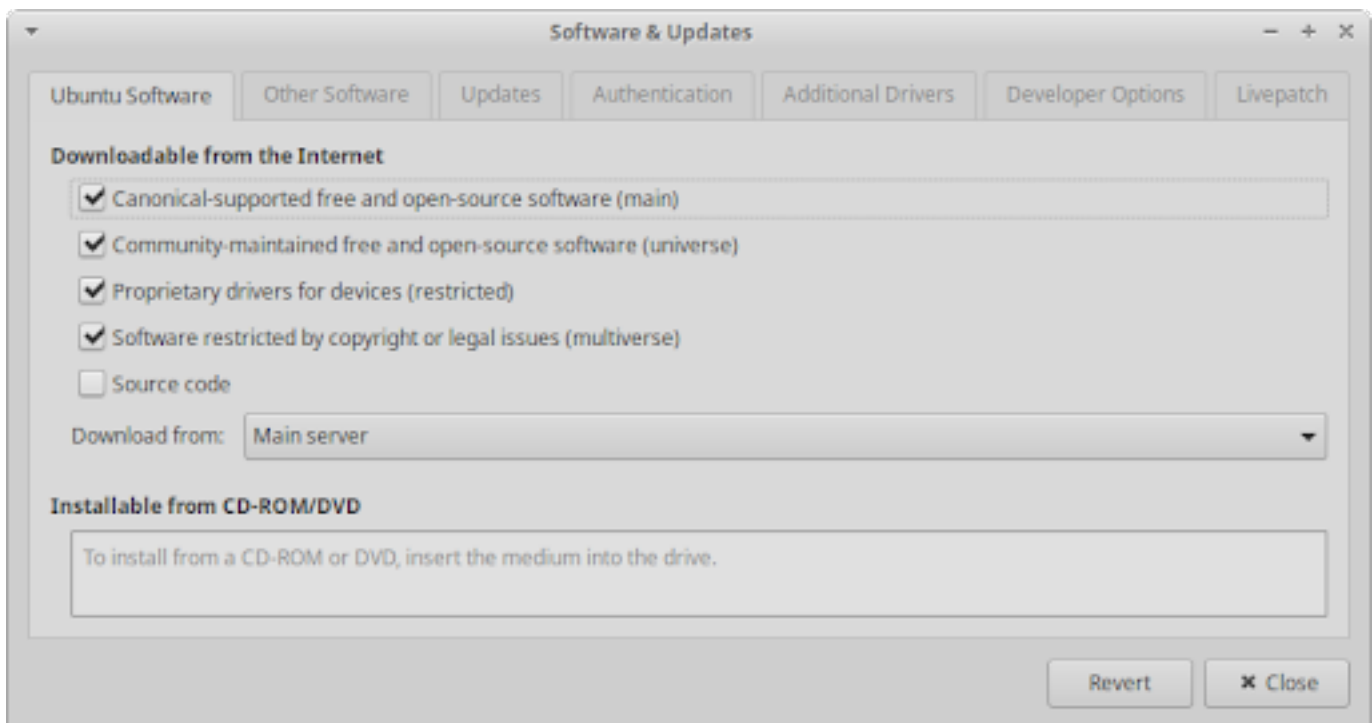 Software & Updates
Ubuntu Software Other Software Updates Authentication Additional Drivers Developer Options Livepatch
Downloadable from the Internet
Canonical-supported free and open-source software (main)
Community-maintained free and open-source software (universe)
Proprietary drivers for devices (restricted)
Software restricted by copyright or legal issues (multiverse)
Source code
Download from: Main server
Installable from CD-ROM/DVD
To install from a CD-ROM or DVD, insert the medium into the drive.
Revert Close